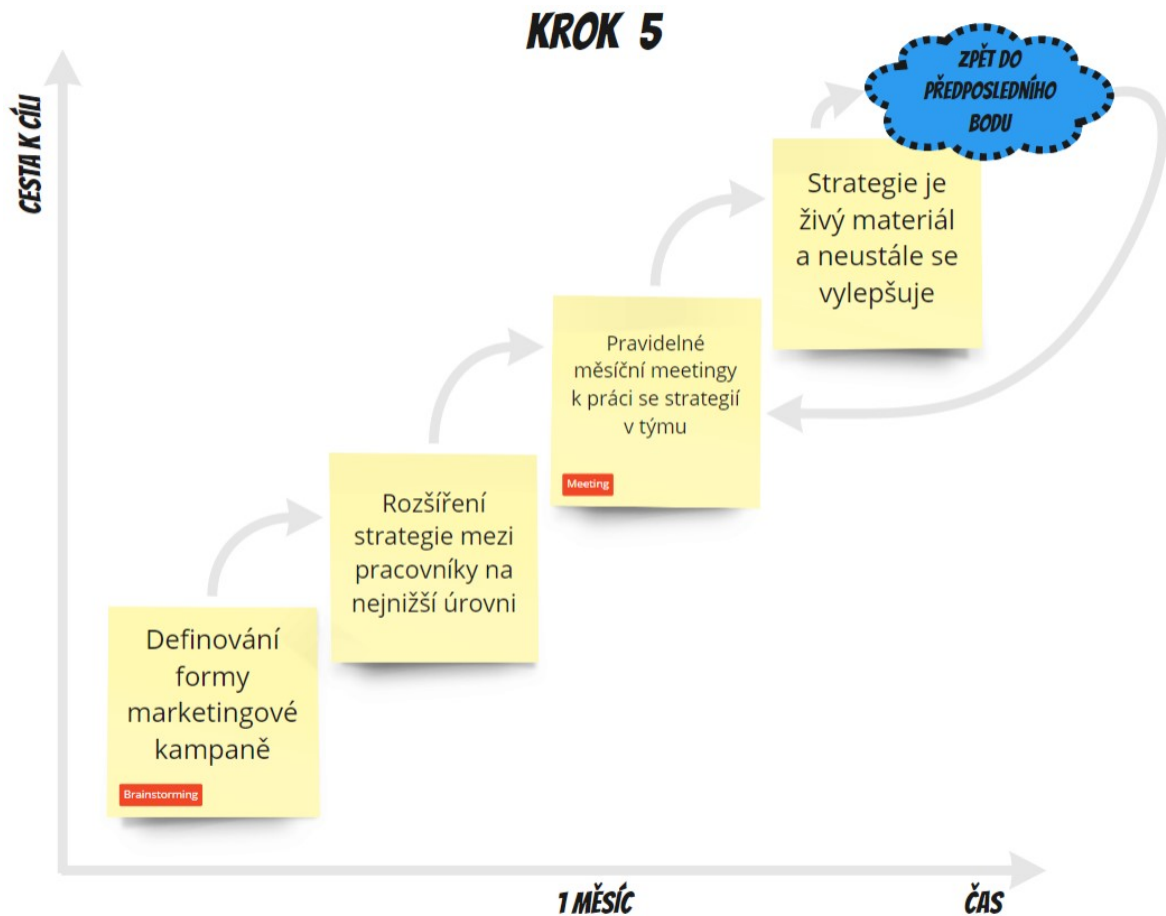 KROK 5
CESTA K CÍLI
ZPĚT DO
PŘEDPOSLEDNÍHO
BODU
Strategie je
živý materiál
a neustále se
vylepšuje
Pravidelné
měsíční meetingy
k práci se strategií
v týmu
Meeting
Rozšíření
strategie mezi
pracovníky na
nejnižší úrovni
Definování
formy
marketingové
kampaně
Brainstorming
1 MĚSÍC
ČAS